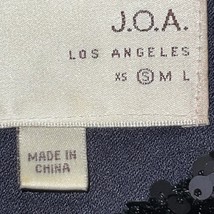 J.O.A.
LOS ANGELES
XS S M L
MADE IN
CHINA